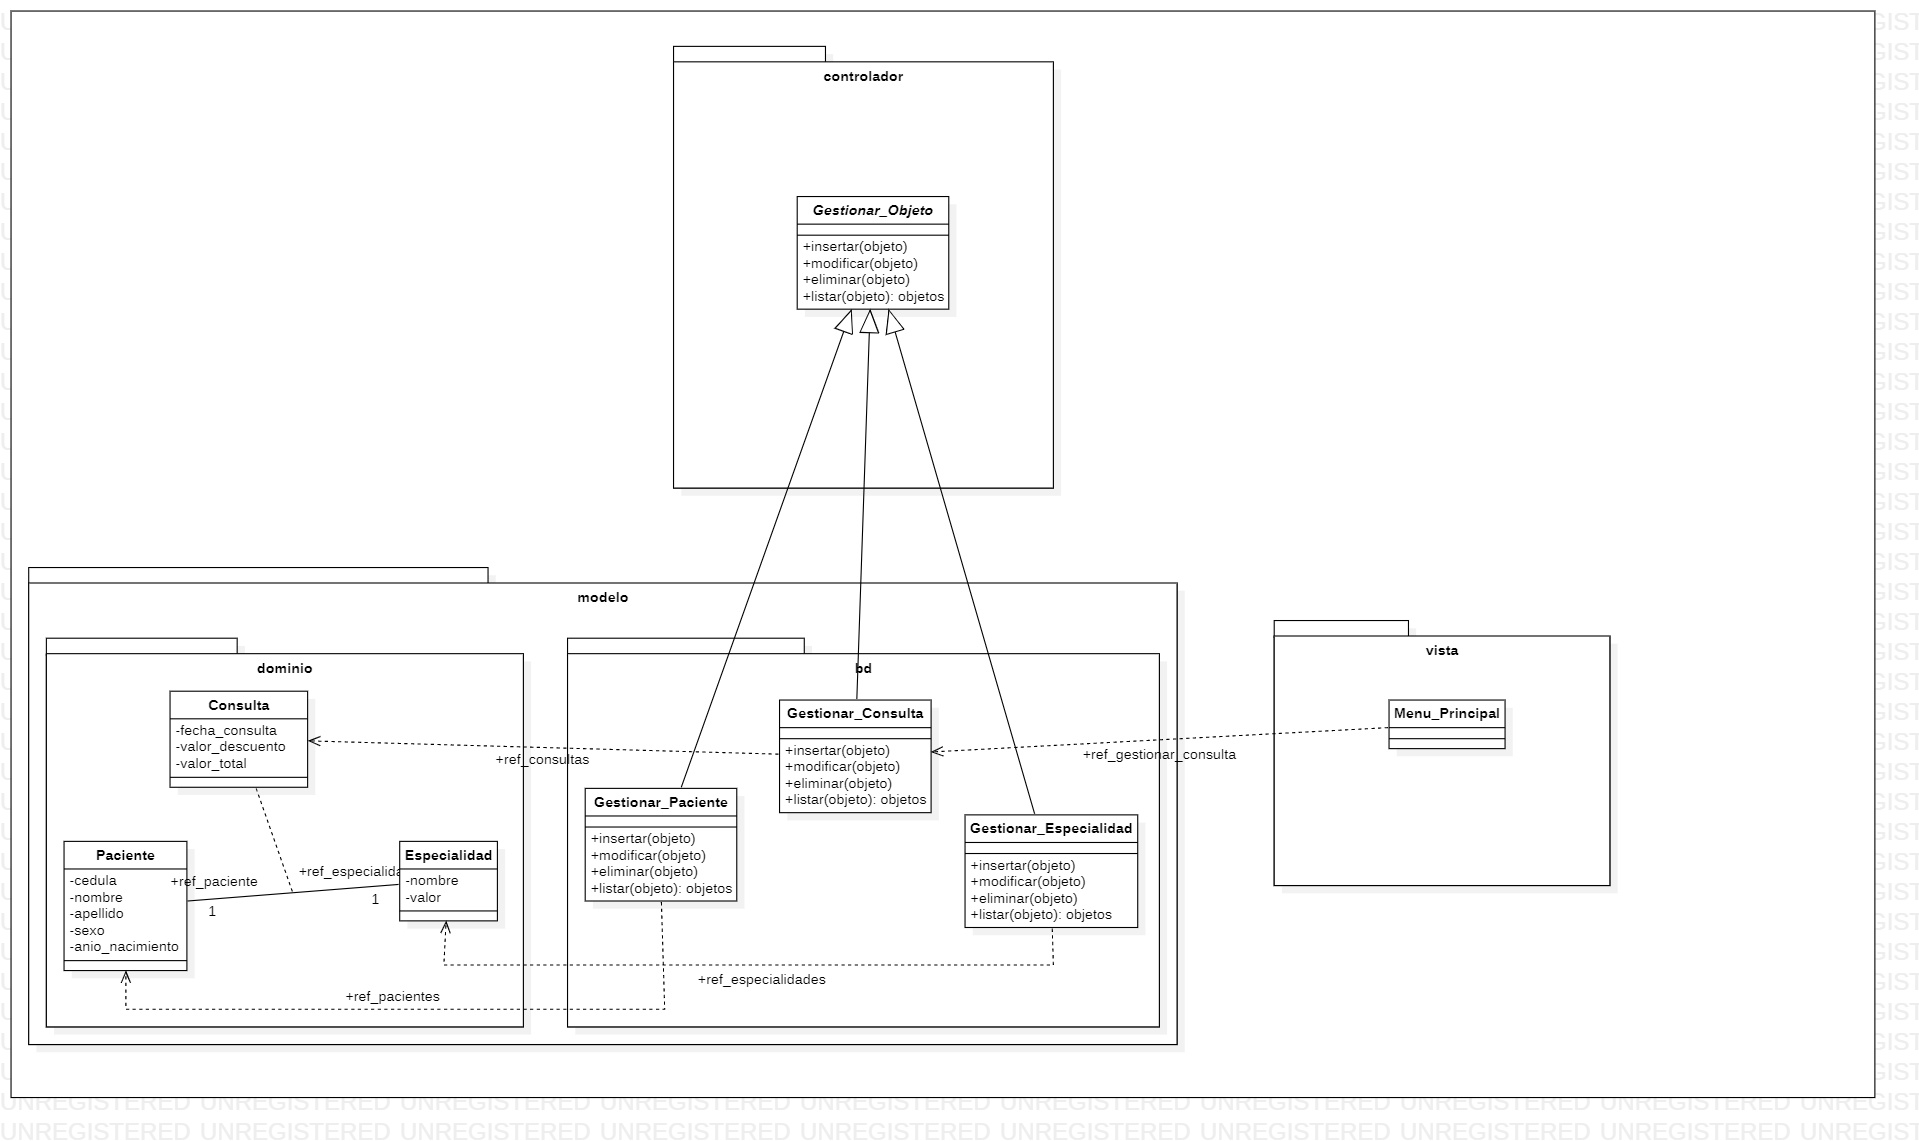 controlador
Gestionar_Objeto
+insertar(objeto)
+modificar(objeto)
+eliminar(objeto)
+listar(objeto): objetos
modelo
dominio
Consulta
-fecha_consulta
-valor_descuento
-valor_total
Paciente
-cedula
-nombre
-apellido
-sexo
-anio_nacimiento
+ref_paciente
1
+ref_especialida
1
Especialidad
-nombre
-valor
bd
Gestionar_Consulta
+insertar(objeto)
+modificar(objeto)
+eliminar(objeto)
+listar(objeto): objetos
+ref_consultas
Gestionar_Paciente
+insertar(objeto)
+modificar(objeto)
+eliminar(objeto)
+listar(objeto): objetos
Gestionar_Especialidad
+insertar(objeto)
+modificar(objeto)
+eliminar(objeto)
+listar(objeto): objetos
+ref_especialidades
+ref_pacientes
vista
Menu_Principal
+ref_gestionar_consulta
UNREGISTERED UNREGISTERED UNREGISTERED UNREGISTERED UNREGISTERED UNREGISTERED UNREGISTERED UNREGISTERED UNREGISTERED UNREGIST
UNREGISTERED UNREGISTERED UNREGISTERED UNREGISTERED UNREGISTERED UNREGISTERED UNREGISTERED UNREGISTERED UNREGISTERED UNREGIST